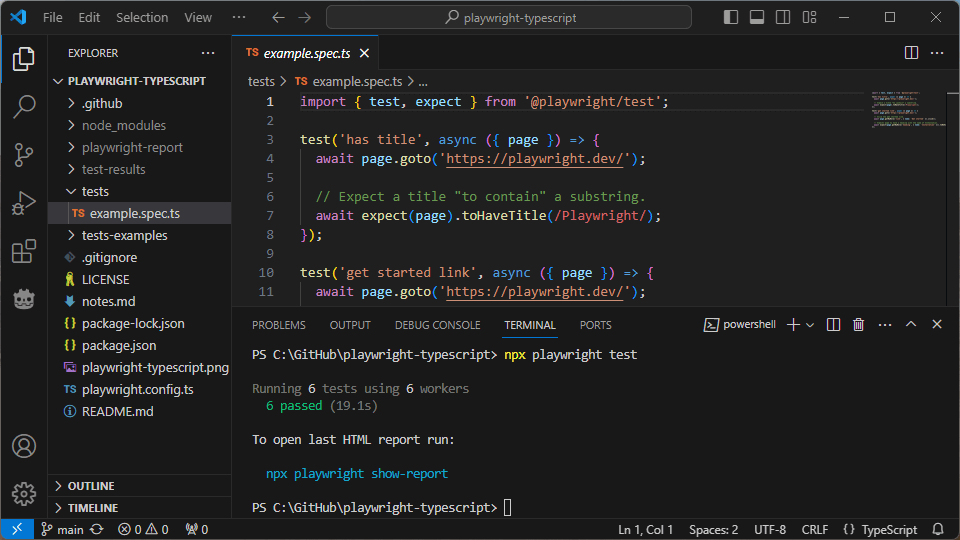 File Edit Selection View ··· playwright-typescript
EXPLORER ···
PLAYWRIGHT-TYPESCRIPT
.github
node_modules
playwright-report
test-results
tests
TS example.spec.ts
tests-examples
.gitignore
LICENSE
notes.md
{} package-lock.json
{} package.json
playwright-typescript.png
TS playwright.config.ts
README.md
OUTLINE
TIMELINE
TS example.spec.ts
tests > TS example.spec.ts > ...
1 import { test, expect } from '@playwright/test';
2
3 test('has title', async ({ page }) => {
4 await page.goto('https://playwright.dev/');
5
6 // Expect a title "to contain" a substring.
7 await expect(page).toHaveTitle(/Playwright/);
8 });
9
10 test('get started link', async ({ page }) => {
11 await page.goto('https://playwright.dev/');
PROBLEMS OUTPUT DEBUG CONSOLE TERMINAL PORTS powershell
PS C:\GitHub\playwright-typescript> npx playwright test
Running 6 tests using 6 workers
6 passed (19.1s)
To open last HTML report run:
npx playwright show-report
PS C:\GitHub\playwright-typescript>
main 0 0 0 Ln 1, Col 1 Spaces: 2 UTF-8 CRLF {} TypeScript